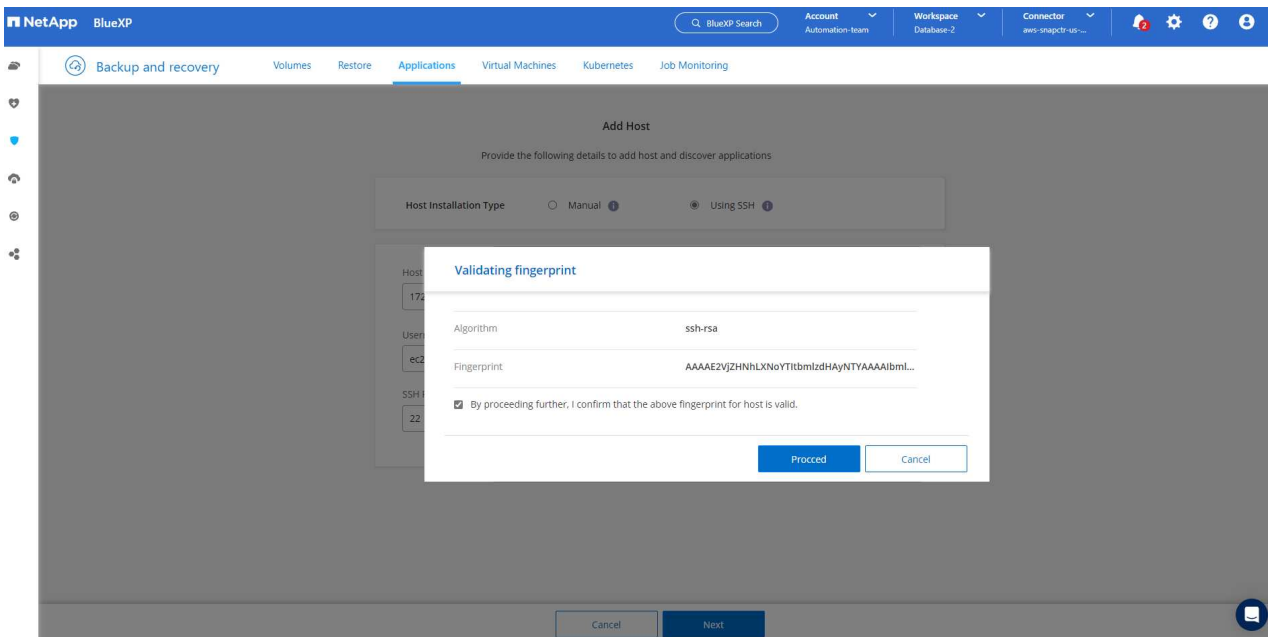 NetApp BlueXP
BlueXP Search
Account
Automation-team
Workspace
Database-2
Connector
aws-snapctr-us-...
2
Backup and recovery
Volumes
Restore
Applications
Virtual Machines
Kubernetes
Job Monitoring
Add Host
Provide the following details to add host and discover applications
Host Installation Type
Manual
Using SSH
Host
172
User
ec2
SSH
22
Validating fingerprint
Algorithm
ssh-rsa
Fingerprint
AAAAE2VjZHNhLXNoYTItbmlzdHAyNTYAAAAIbml...
By proceeding further, I confirm that the above fingerprint for host is valid.
Procced
Cancel
Cancel
Next